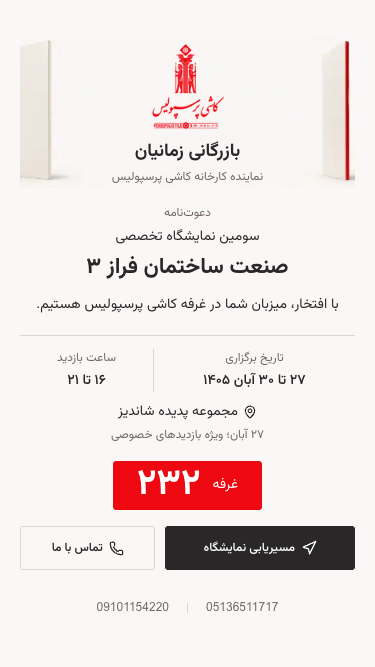 کاشی پرسپولیس
PERSEPOLIS TILE
بازرگانی زمانیان
نماینده کارخانه کاشی پرسپولیس
دعوت‌نامه
سومین نمایشگاه تخصصی
صنعت ساختمان فراز ۳
با افتخار، میزبان شما در غرفه کاشی پرسپولیس هستیم.
تاریخ برگزاری
۲۷ تا ۳۰ آبان ۱۴۰۵
ساعت بازدید
۱۶ تا ۲۱
مجموعه پدیده شاندیز
۲۷ آبان؛ ویژه بازدیدهای خصوصی
غرفه ۲۳۲
مسیریابی نمایشگاه
تماس با ما
05136511717
09101154220